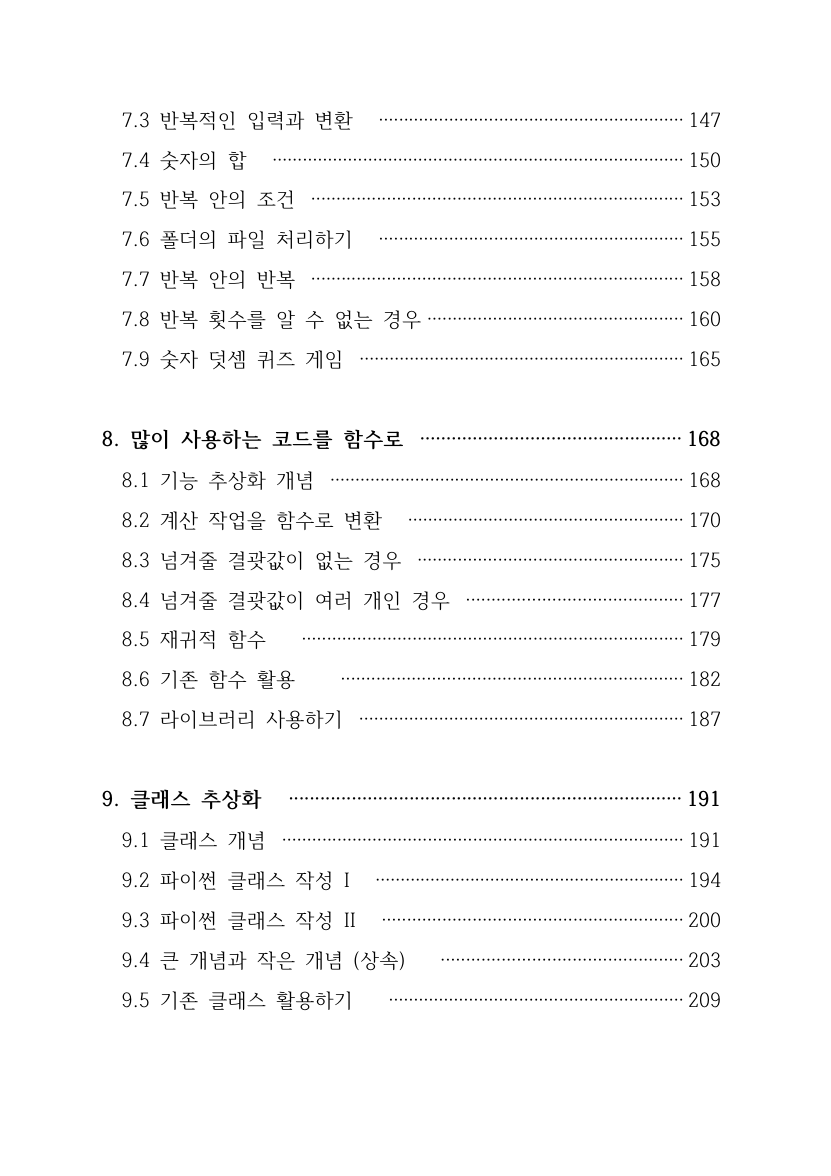 7.3 반복적인 입력과 변환 ················ 147
7.4 숫자의 합 ················ 150
7.5 반복 안의 조건 ················ 153
7.6 폴더의 파일 처리하기 ················ 155
7.7 반복 안의 반복 ················ 158
7.8 반복 횟수를 알 수 없는 경우 ················ 160
7.9 숫자 덧셈 퀴즈 게임 ················ 165
8. 많이 사용하는 코드를 함수로 ················ 168
8.1 기능 추상화 개념 ················ 168
8.2 계산 작업을 함수로 변환 ················ 170
8.3 넘겨줄 결괏값이 없는 경우 ················ 175
8.4 넘겨줄 결괏값이 여러 개인 경우 ················ 177
8.5 재귀적 함수 ················ 179
8.6 기존 함수 활용 ················ 182
8.7 라이브러리 사용하기 ················ 187
9. 클래스 추상화 ················ 191
9.1 클래스 개념 ················ 191
9.2 파이썬 클래스 작성 I ················ 194
9.3 파이썬 클래스 작성 II ················ 200
9.4 큰 개념과 작은 개념 (상속) ················ 203
9.5 기존 클래스 활용하기 ················ 209